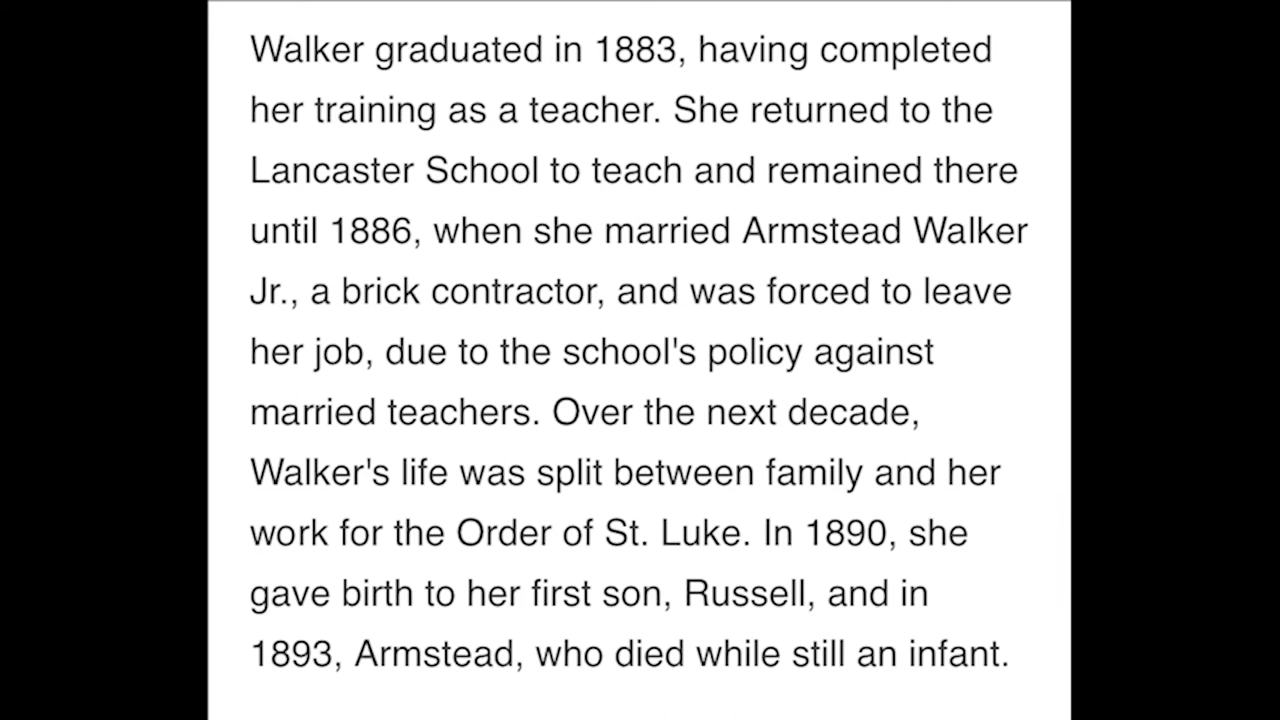 Walker graduated in 1883, having completed
her training as a teacher. She returned to the
Lancaster School to teach and remained there
until 1886, when she married Armstead Walker
Jr., a brick contractor, and was forced to leave
her job, due to the school's policy against
married teachers. Over the next decade,
Walker's life was split between family and her
work for the Order of St. Luke. In 1890, she
gave birth to her first son, Russell, and in
1893, Armstead, who died while still an infant.